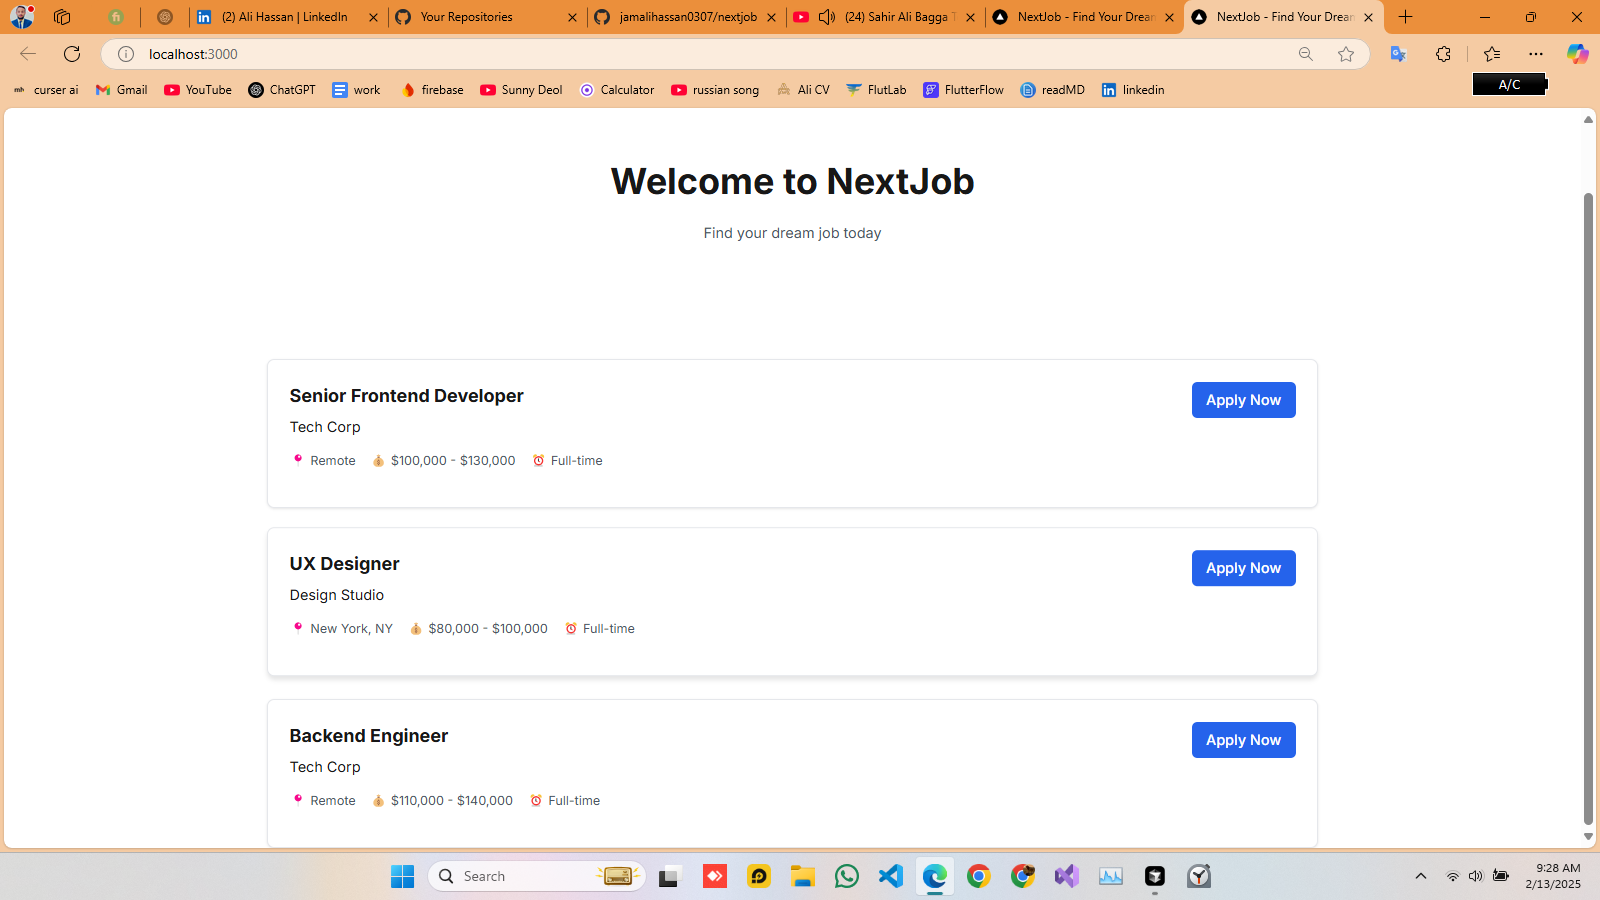 (2) Ali Hassan | LinkedIn
Your Repositories
jamalihassan0307/nextjob
(24) Sahir Ali Bagga
NextJob - Find Your Dream
NextJob - Find Your Dream
localhost:3000
curser ai
Gmail
YouTube
ChatGPT
work
firebase
Sunny Deol
Calculator
russian song
Ali CV
FlutLab
FlutterFlow
readMD
linkedin
A/C
Welcome to NextJob
Find your dream job today
Senior Frontend Developer
Apply Now
Tech Corp
Remote $100,000 - $130,000 Full-time
UX Designer
Apply Now
Design Studio
New York, NY $80,000 - $100,000 Full-time
Backend Engineer
Apply Now
Tech Corp
Remote $110,000 - $140,000 Full-time
Search
9:28 AM
2/13/2025